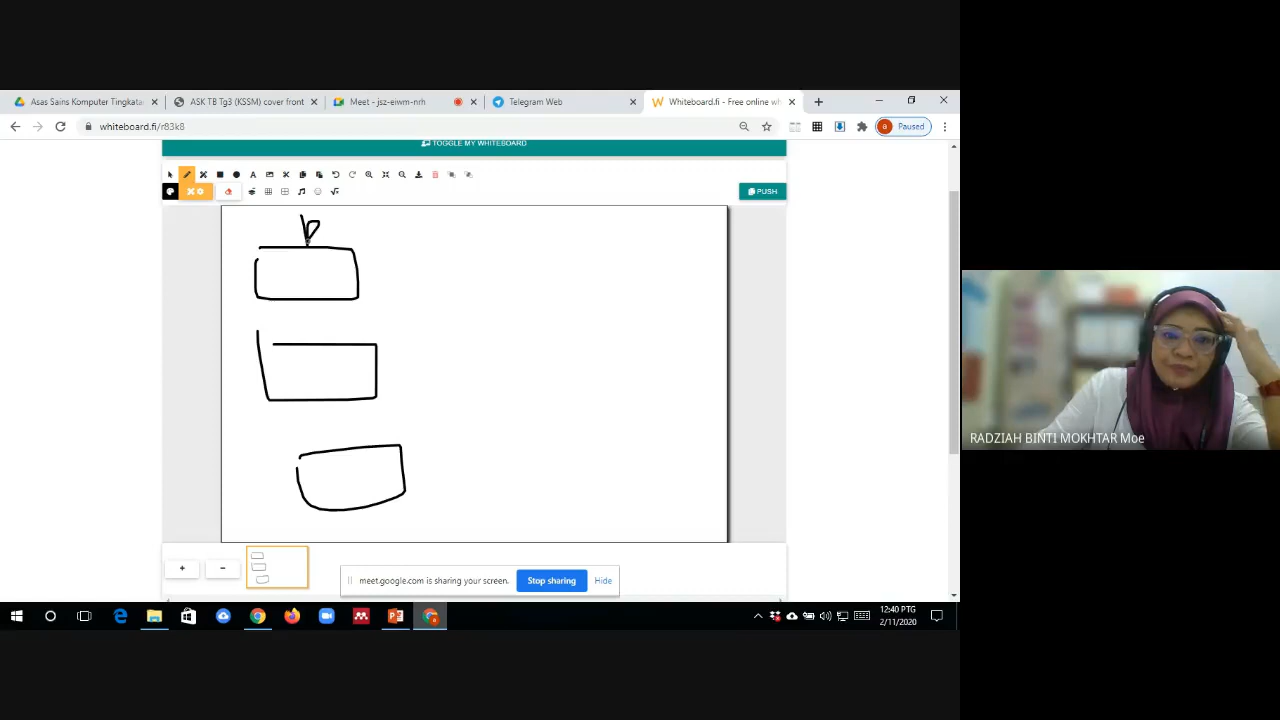 Asas Sains Komputer Tingkata
ASK TB Tg3 (KSSM) cover front
Meet - jsz-eiwm-nrh
Telegram Web
Whiteboard.fi - Free online wh
whiteboard.fi/r83k8
Paused
TOGGLE MY WHITEBOARD
PUSH
RADZIAH BINTI MOKHTAR Moe
meet.google.com is sharing your screen.
Stop sharing
Hide
12:40 PTG
2/11/2020